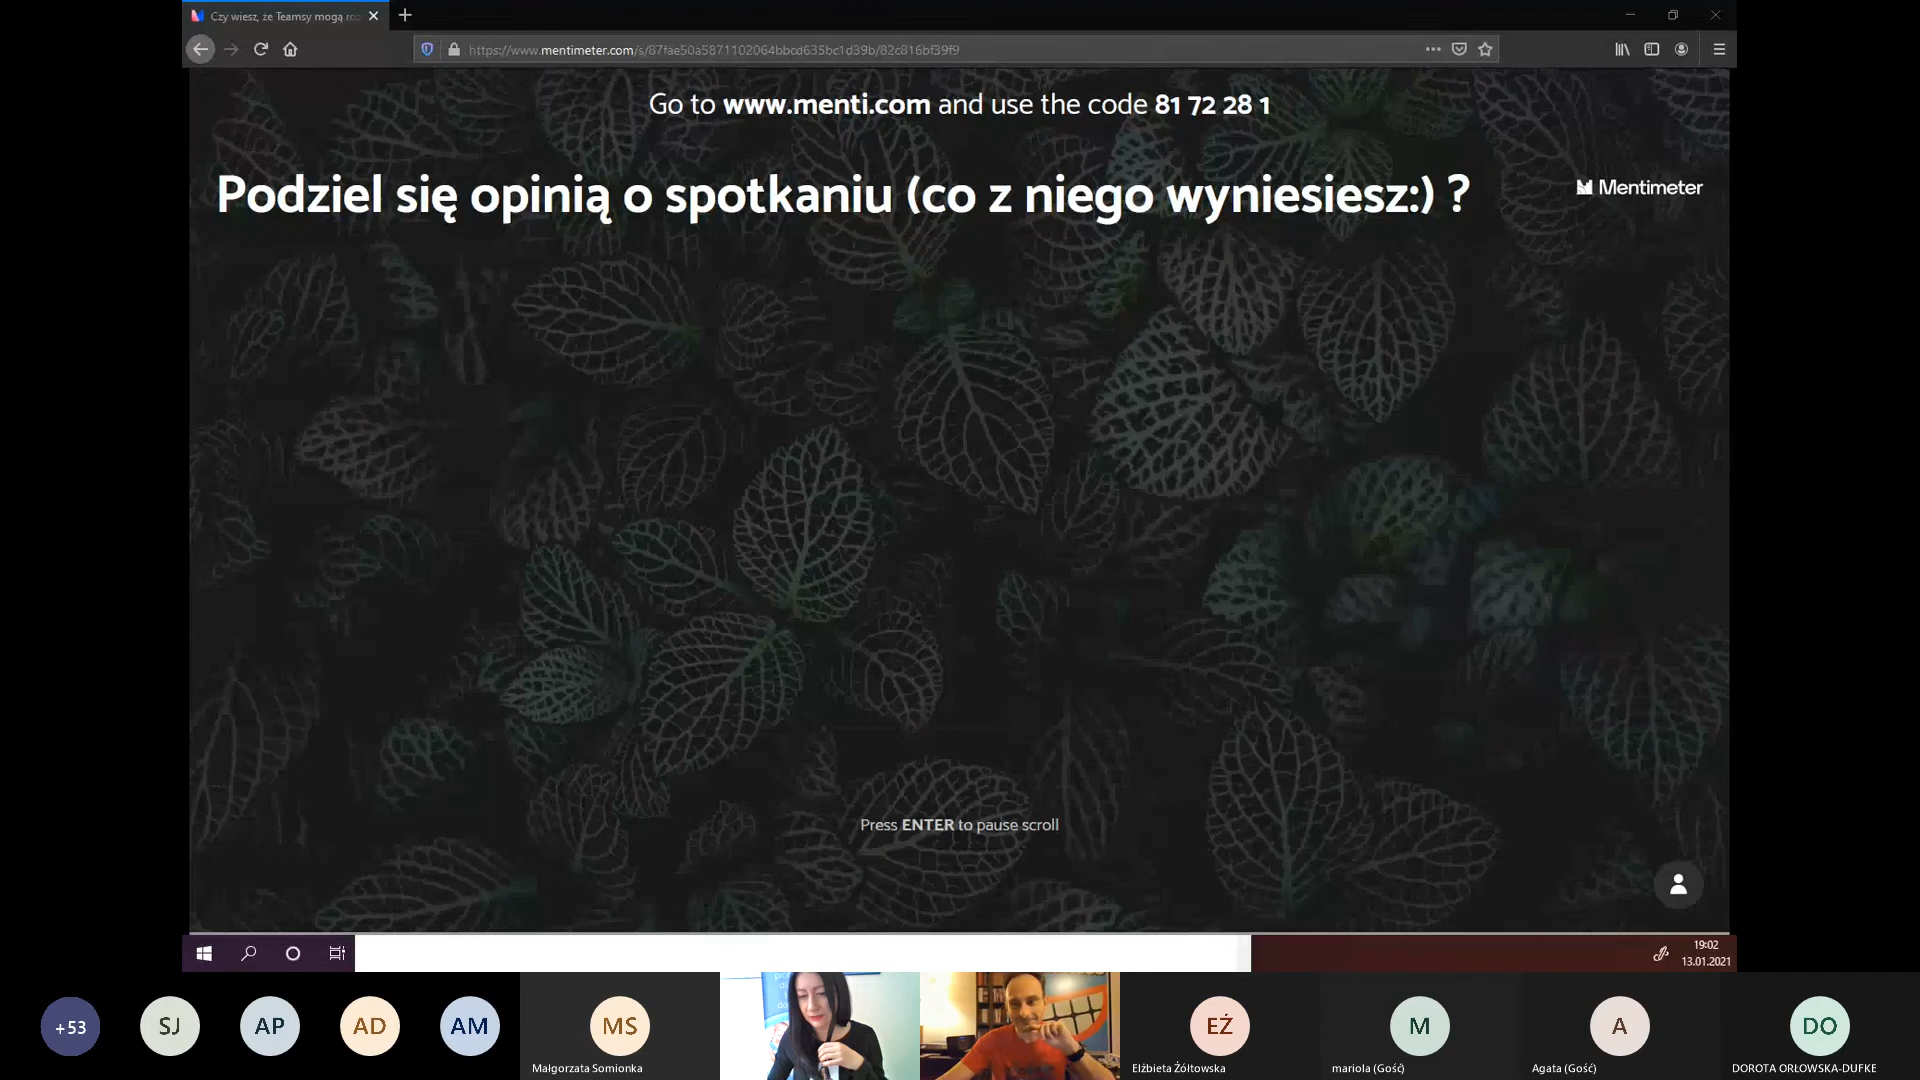 Czy wiesz, że Teamsy mogą
https://www.mentimeter.com/s/87fae50a5871102064bbcd635bc1d39b/82c816bf39f9
Go to www.menti.com and use the code 81 72 28 1
Podziel się opinią o spotkaniu (co z niego wyniesiesz:) ?
Mentimeter
Press ENTER to pause scroll
19:02
13.01.2021
+53
SJ
AP
AD
AM
MS
EŻ
M
A
DO
Małgorzata Somionka
Elżbieta Żółtowska
mariola (Gość)
Agata (Gość)
DOROTA ORŁOWSKA-DUFKE